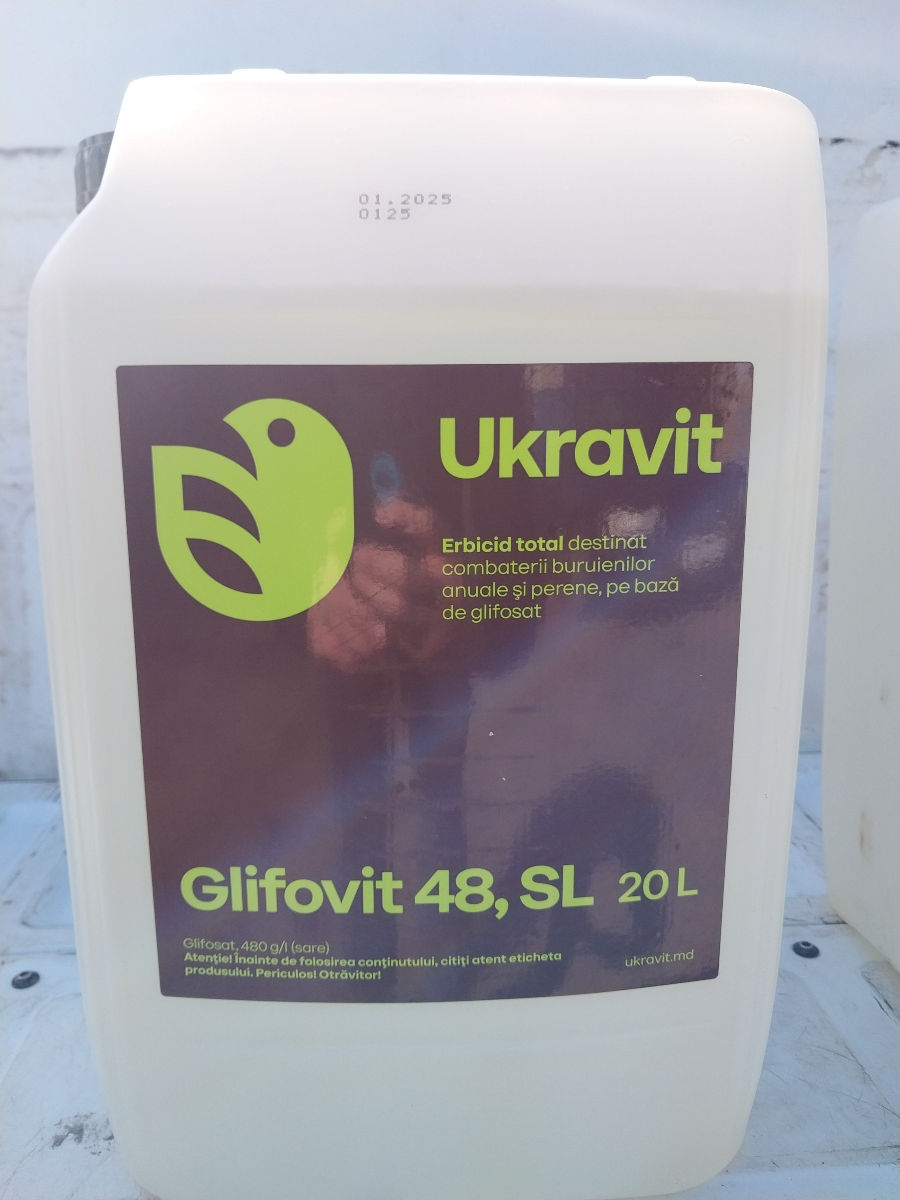 01.2025
0125
Ukravit
Erbicid total destinat
combaterii buruienilor
anuale şi perene, pe bază
de glifosat
Glifovit 48, SL 20 L
Glifosat, 480 g/l (sare)
Atenţie! Înainte de folosirea conţinutului, citiţi atent eticheta
produsului. Periculos! Otrăvitor!
ukravit.md